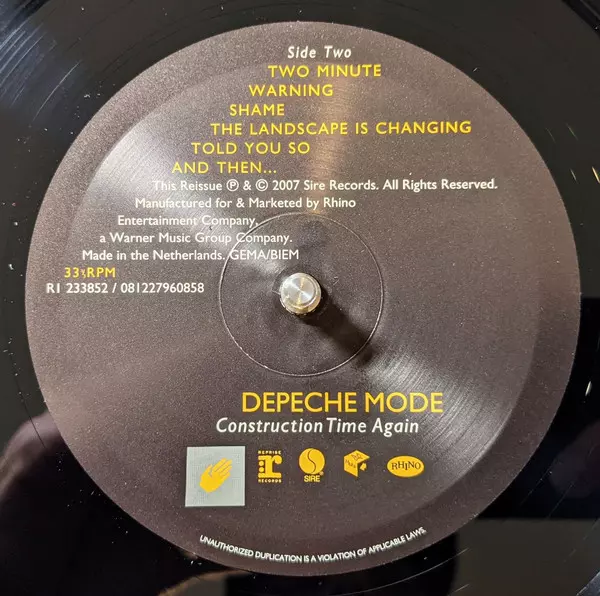 Side Two
TWO MINUTE
WARNING
SHAME
THE LANDSCAPE IS CHANGING
TOLD YOU SO
AND THEN...
This Reissue ℗ & © 2007 Sire Records. All Rights Reserved.
Manufactured for & Marketed by Rhino
Entertainment Company,
a Warner Music Group Company.
Made in the Netherlands. GEMA/BIEM
33⅓RPM
R1 233852 / 081227960858
DEPECHE MODE
Construction Time Again
REPRISE
r
RECORDS
SIRE
RHINO
UNAUTHORIZED DUPLICATION IS A VIOLATION OF APPLICABLE LAWS.